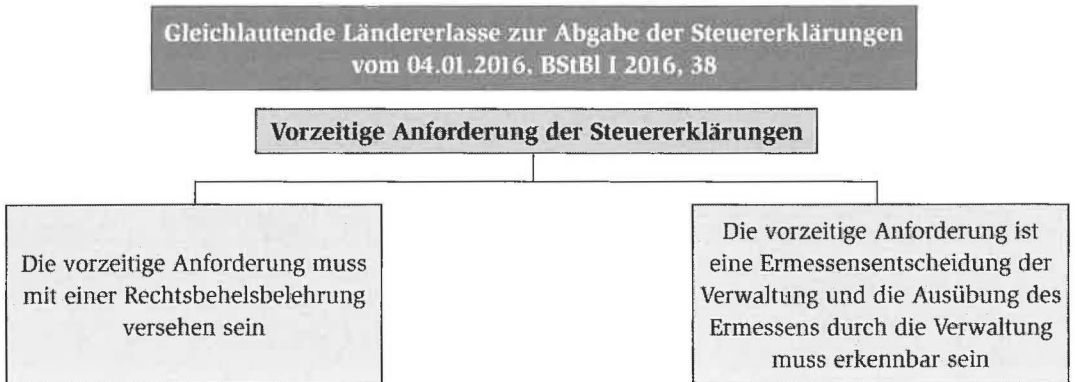 Gleichlautende Ländererlasse zur Abgabe der Steuererklärungen
vom 04.01.2016, BStBl I 2016, 38
Vorzeitige Anforderung der Steuererklärungen
Die vorzeitige Anforderung muss
mit einer Rechtsbehelsbelehrung
versehen sein
Die vorzeitige Anforderung ist
eine Ermessensentscheidung der
Verwaltung und die Ausübung des
Ermessens durch die Verwaltung
muss erkennbar sein